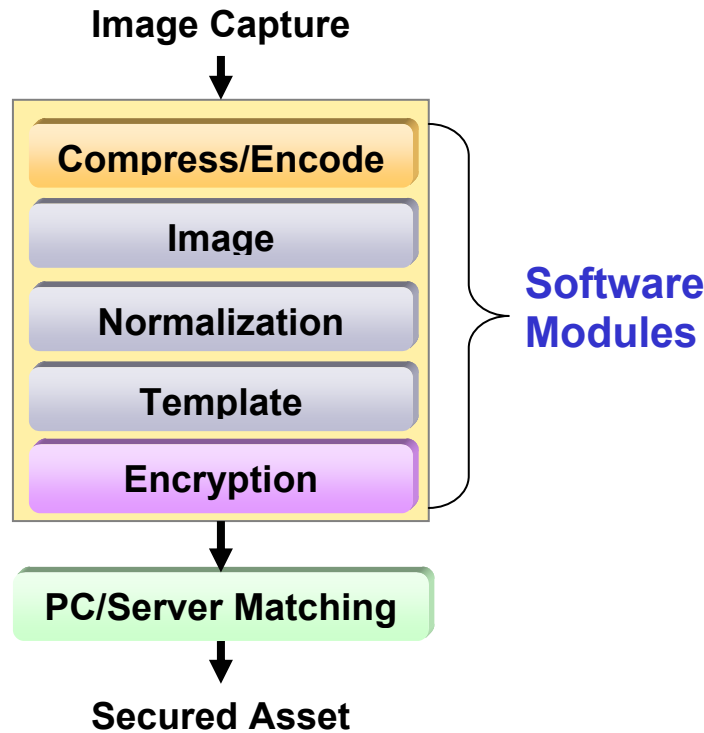 Image Capture
Compress/Encode
Image
Normalization
Template
Encryption
Software
Modules
PC/Server Matching
Secured Asset